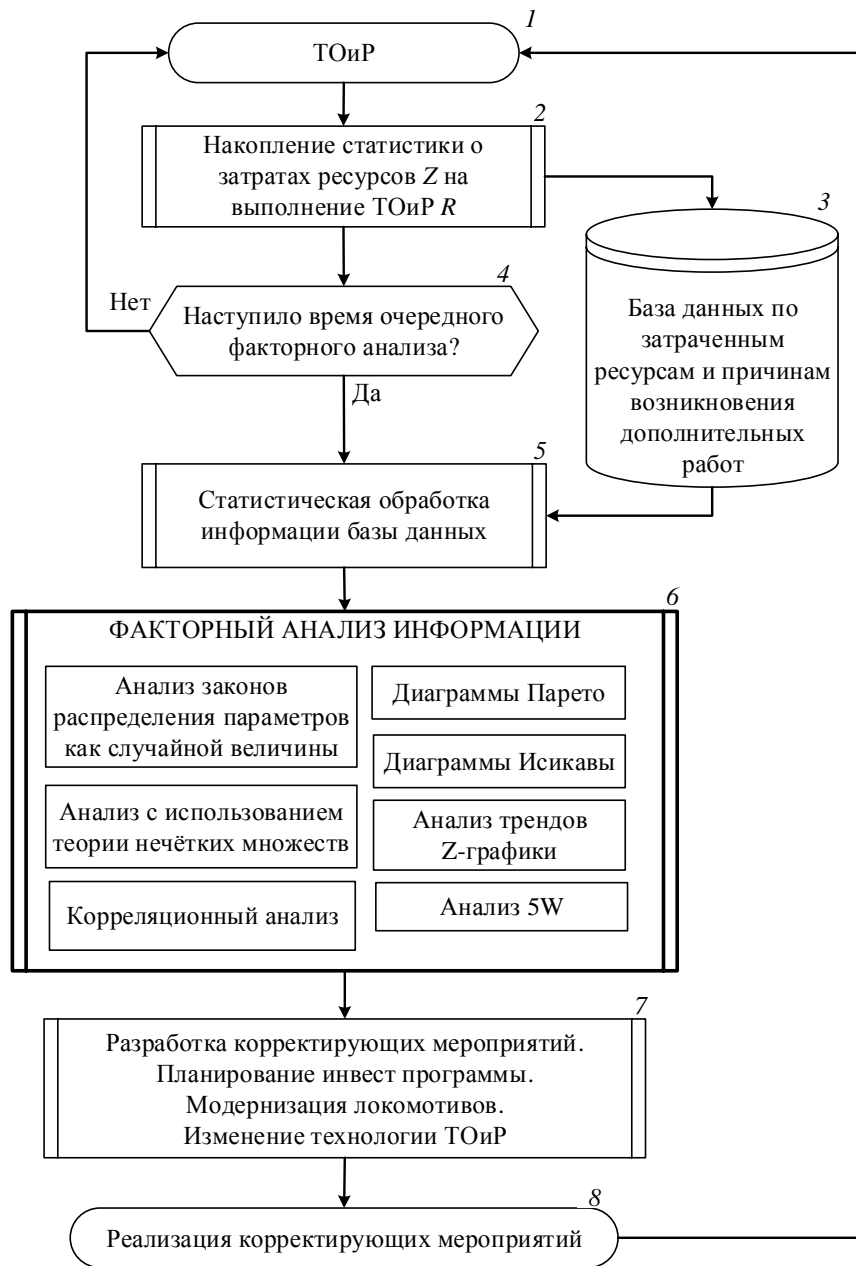 1
ТОиР
2
Накопление статистики о
затратах ресурсов Z на
выполнение ТОиР R
3
База данных по
затраченным
ресурсам и причинам
возникновения
дополнительных
работ
4
Нет
Наступило время очередного
факторного анализа?
Да
5
Статистическая обработка
информации базы данных
6
ФАКТОРНЫЙ АНАЛИЗ ИНФОРМАЦИИ
Анализ законов
распределения параметров
как случайной величины
Анализ с использованием
теории нечётких множеств
Корреляционный анализ
Диаграммы Парето
Диаграммы Исикавы
Анализ трендов
Z-графики
Анализ 5W
7
Разработка корректирующих мероприятий.
Планирование инвест программы.
Модернизация локомотивов.
Изменение технологии ТОиР
8
Реализация корректирующих мероприятий